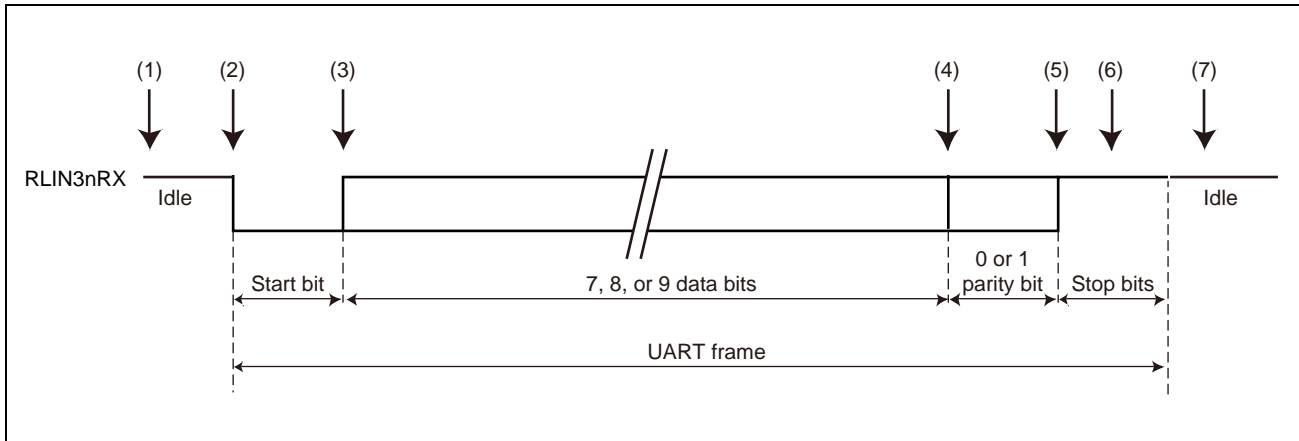 (1) (2) (3) (4) (5) (6) (7)
RLIN3nRX
Idle Idle
Start bit 7, 8, or 9 data bits 0 or 1 parity bit Stop bits
UART frame